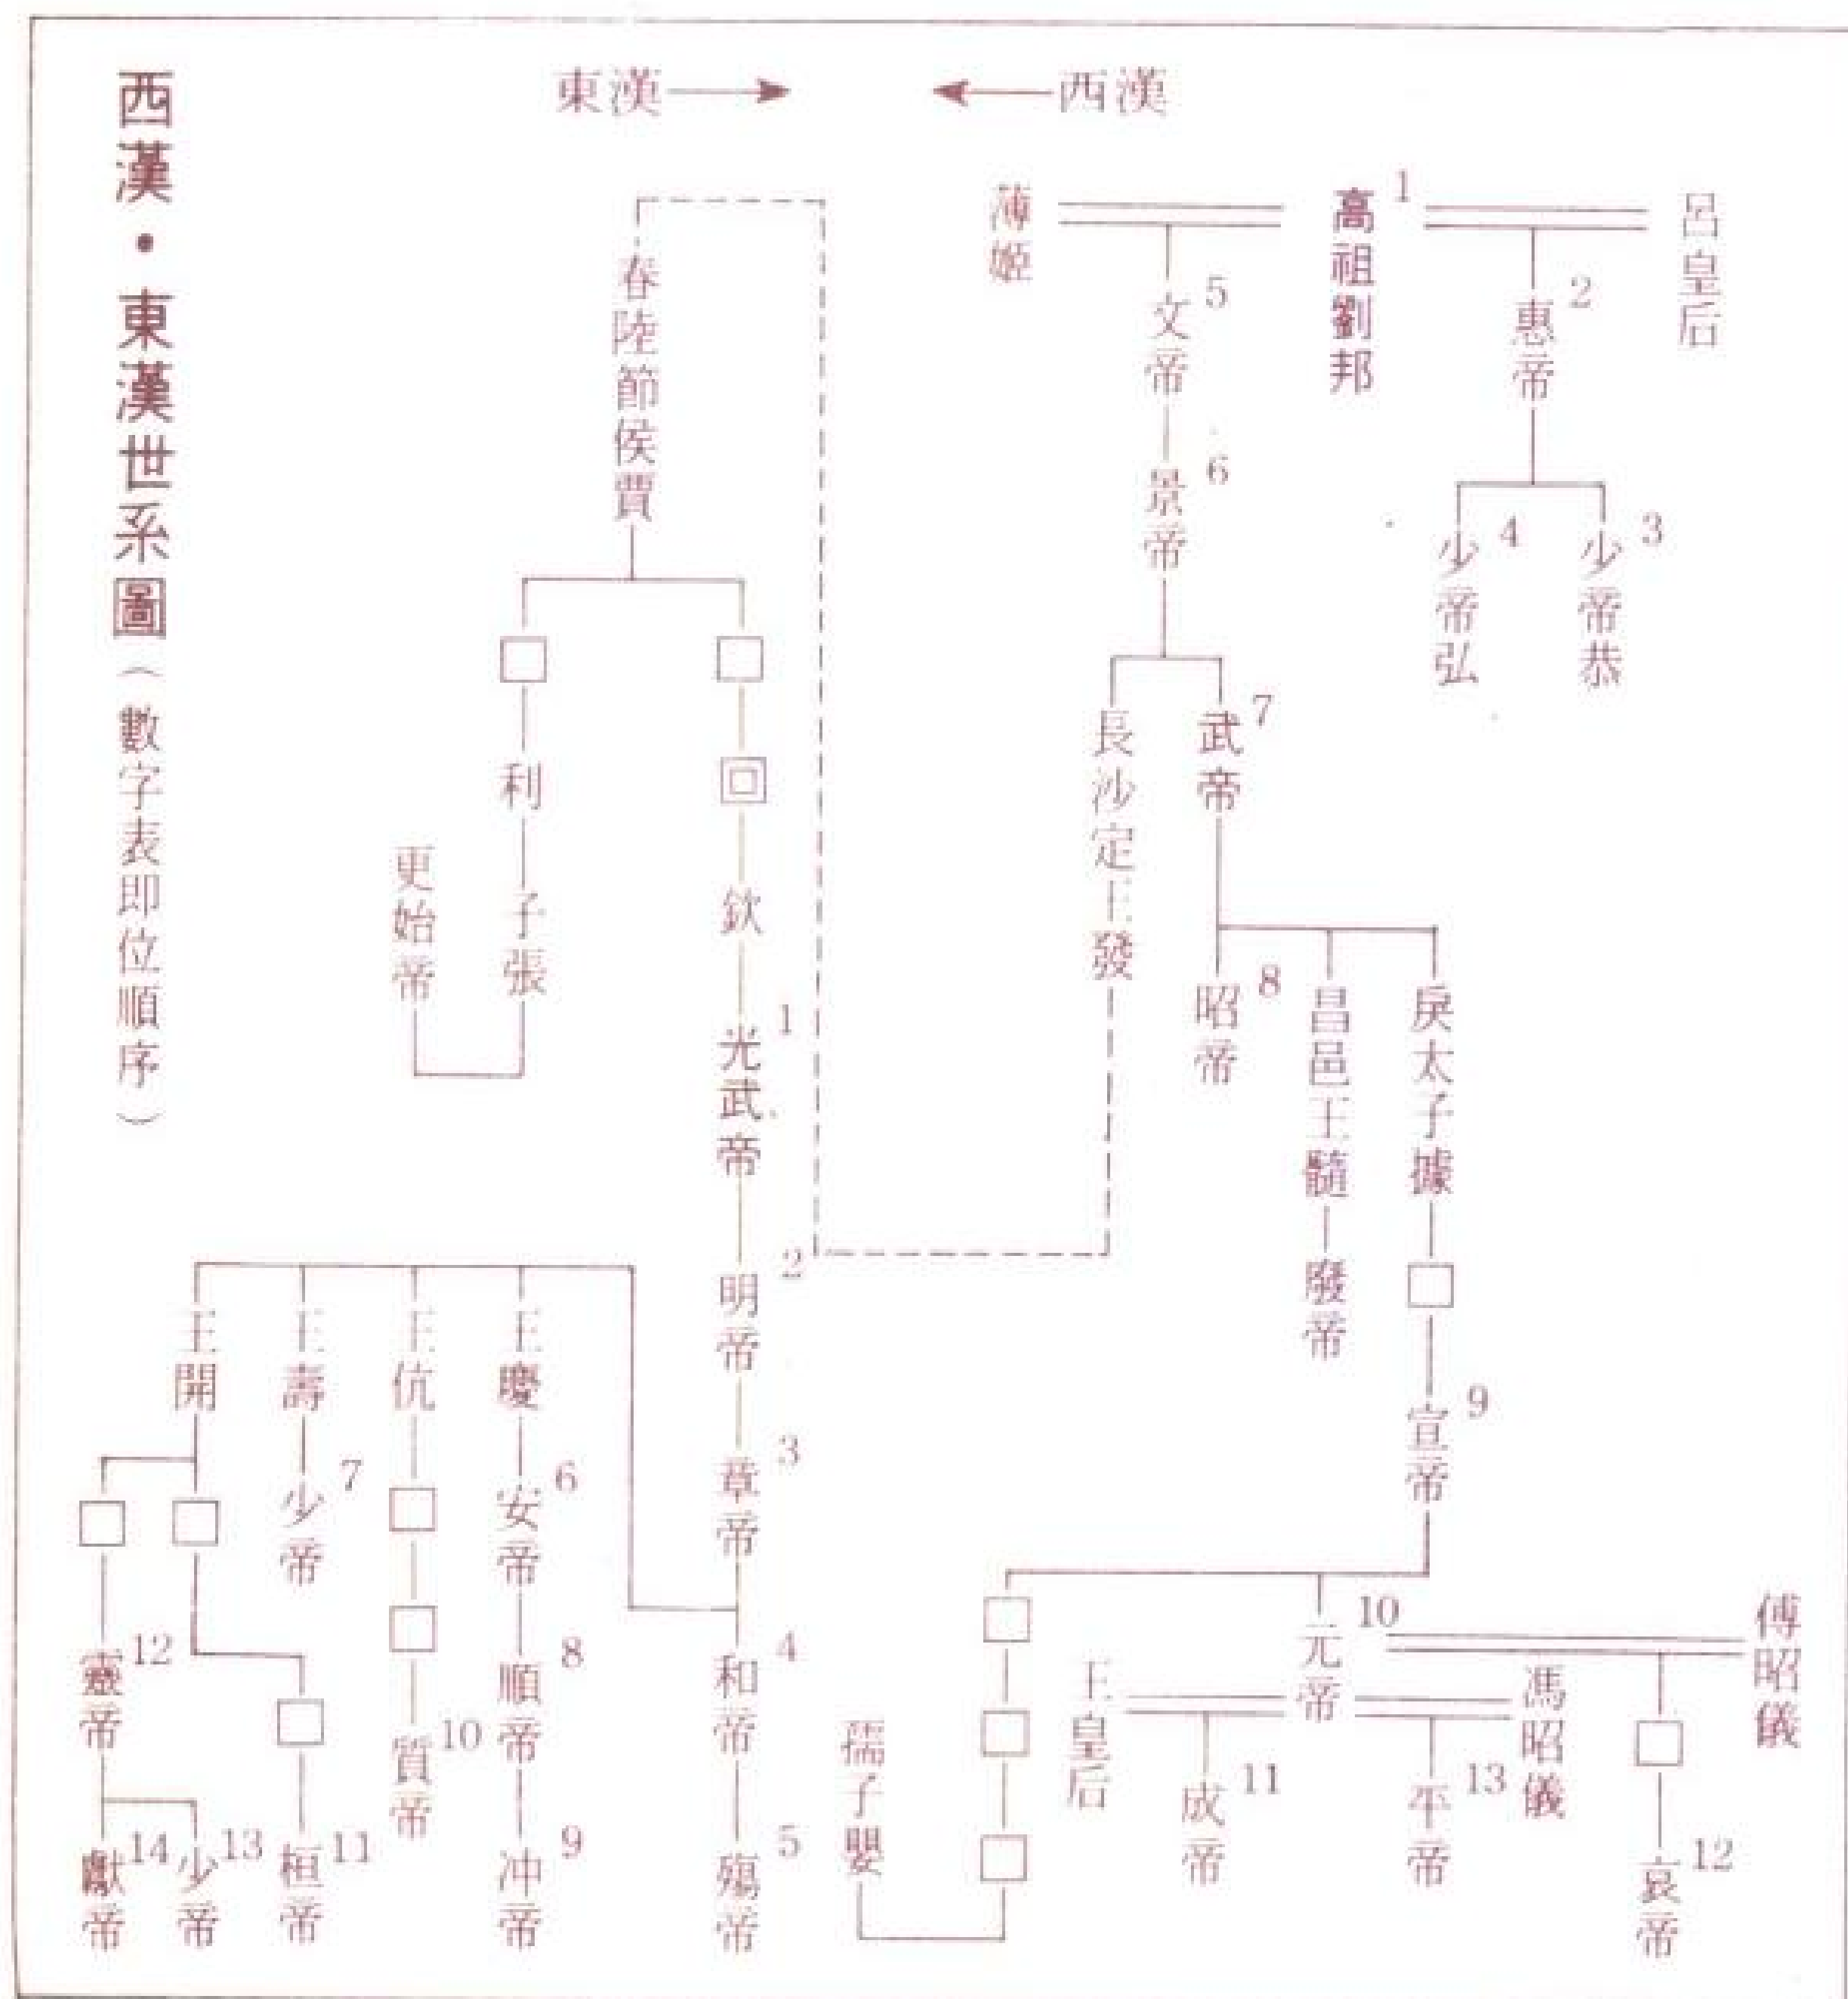 西漢・東漢世系圖（數字表即位順序）
西漢
東漢
呂皇后
1
高祖劉邦
薄姬
2
惠帝
3
少帝恭
4
少帝弘
5
文帝
6
景帝
7
武帝
長沙定王發
戾太子據
昌邑王髓
廢帝
8
昭帝
9
宣帝
10
元帝
傅昭儀
馮昭儀
王皇后
12
哀帝
13
平帝
11
成帝
孺子嬰
春陸節侯買
利
子張
更始帝
欽
1
光武帝
2
明帝
3
章帝
4
和帝
5
殤帝
王慶
6
安帝
8
順帝
9
冲帝
王伉
10
質帝
王壽
7
少帝
王開
11
桓帝
12
靈帝
13
少帝
14
獻帝